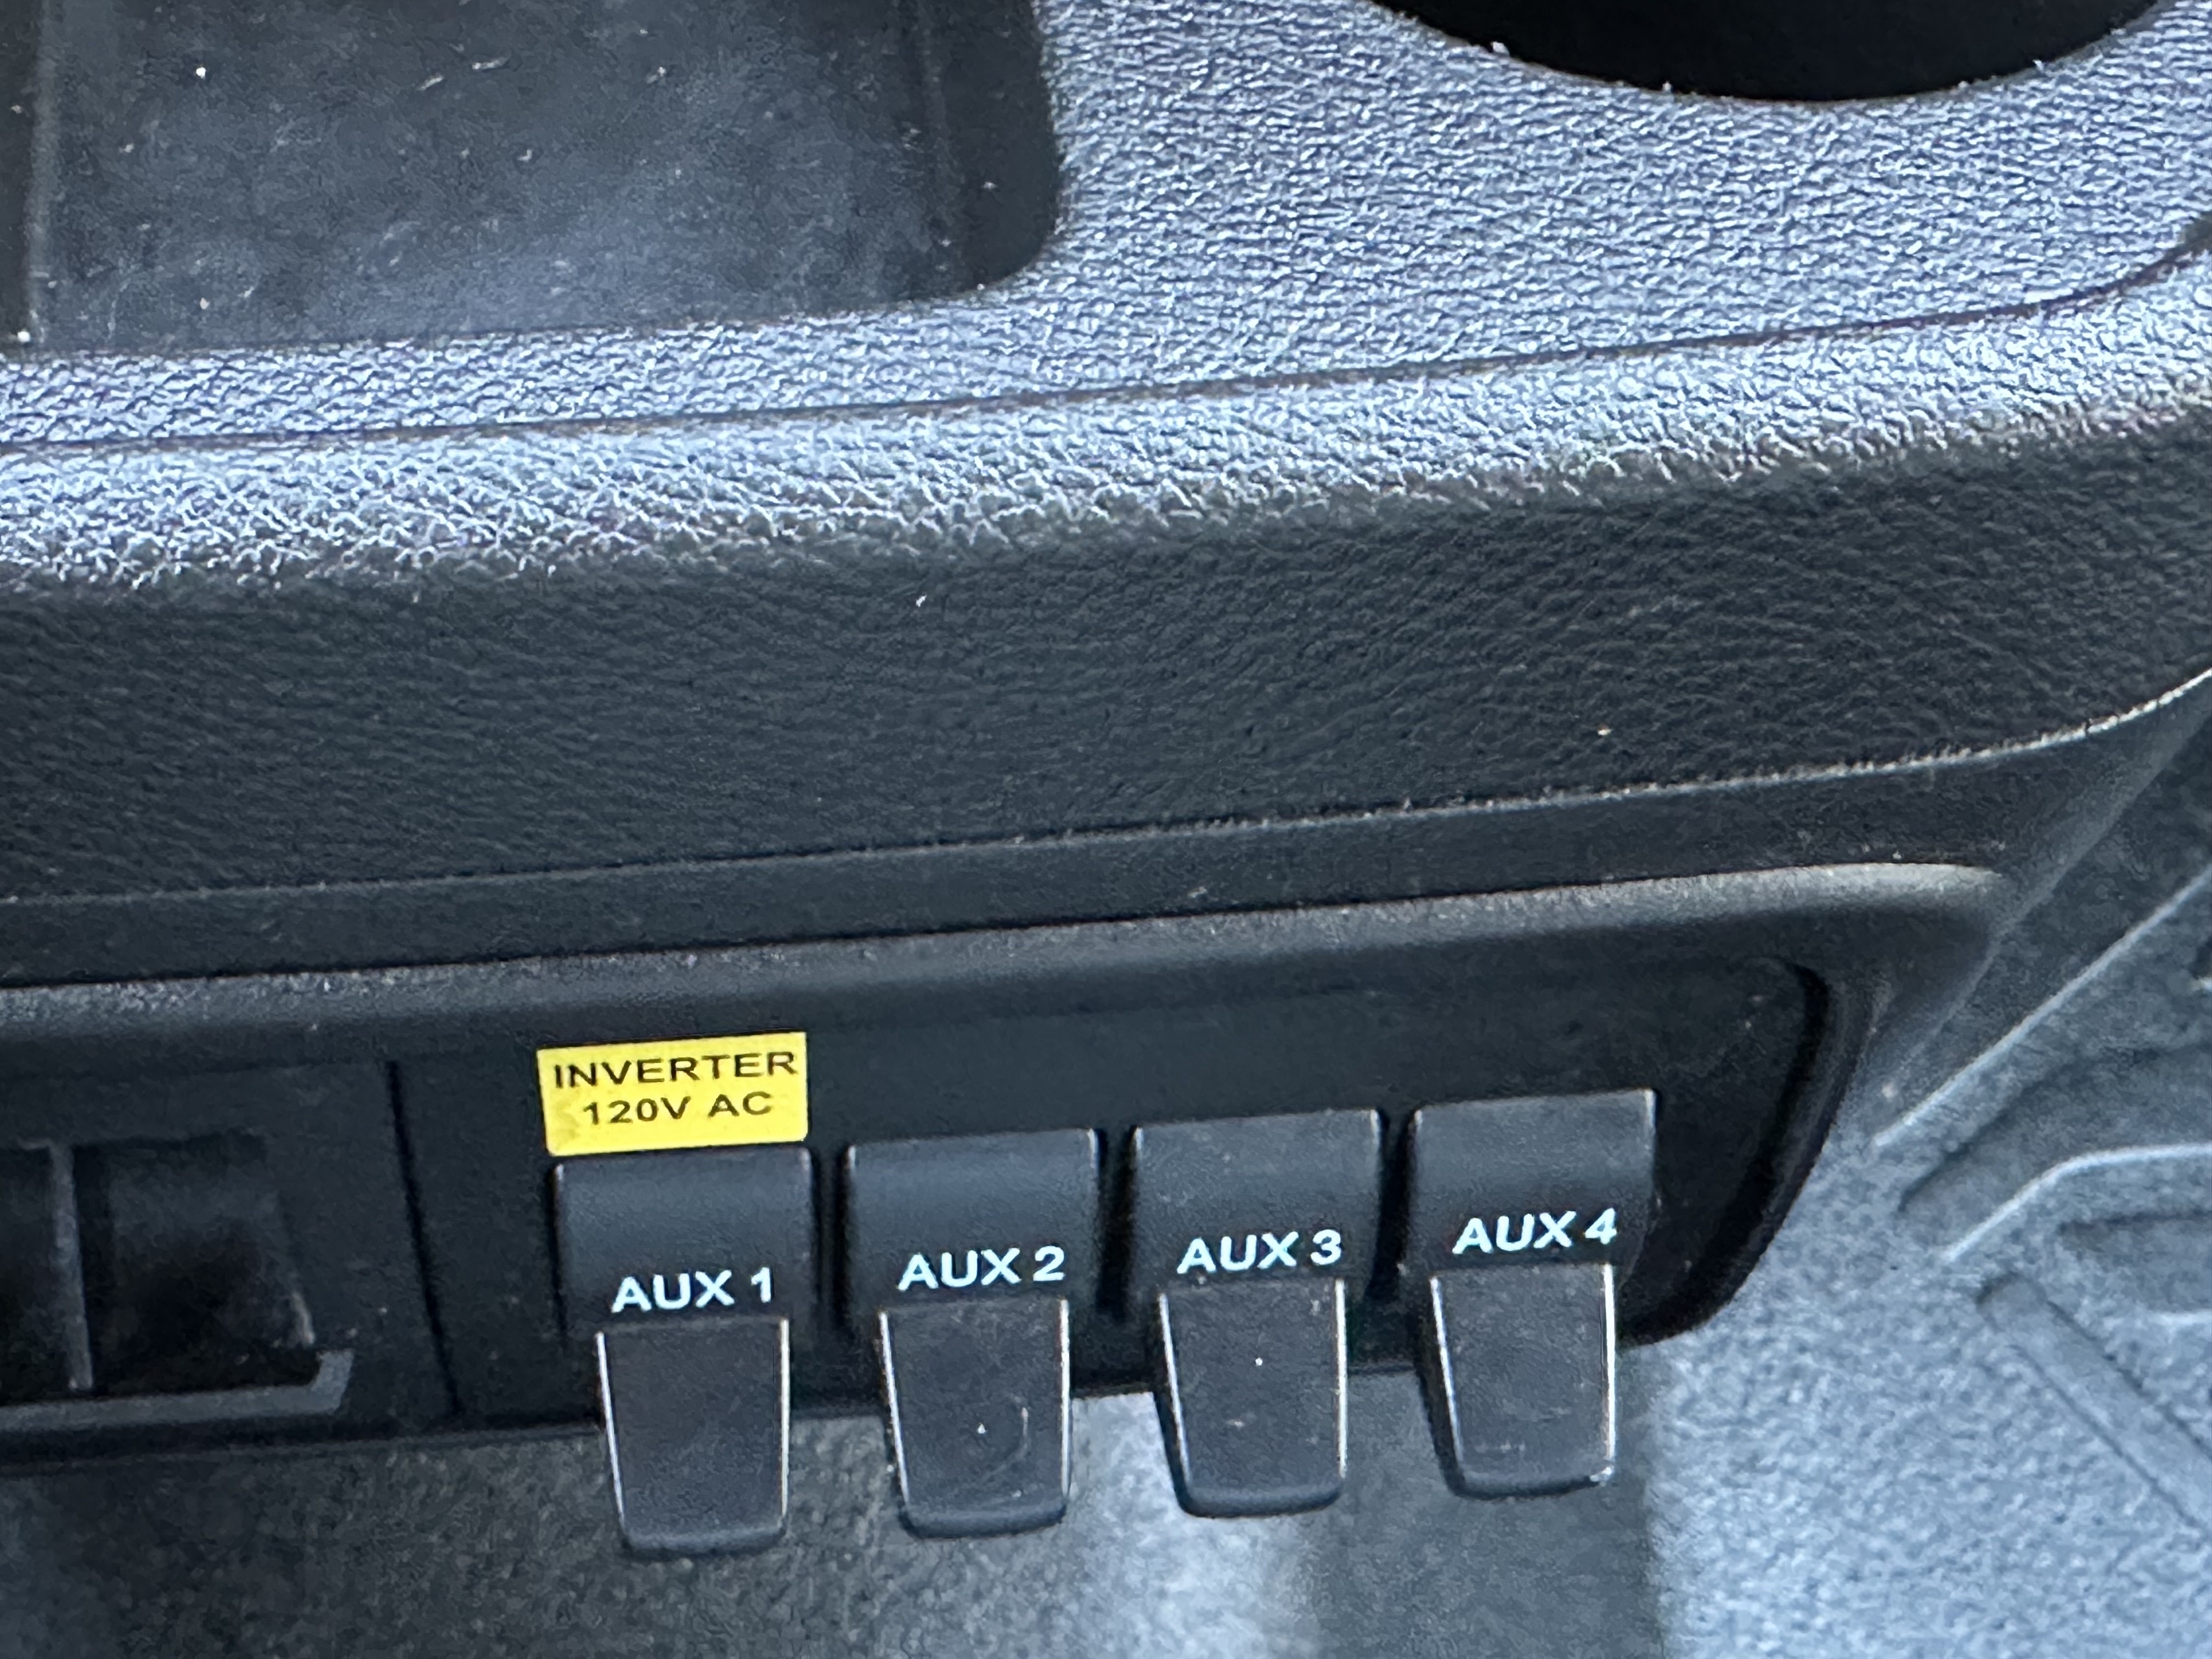 INVERTER
120V AC
AUX 1
AUX 2
AUX 3
AUX 4